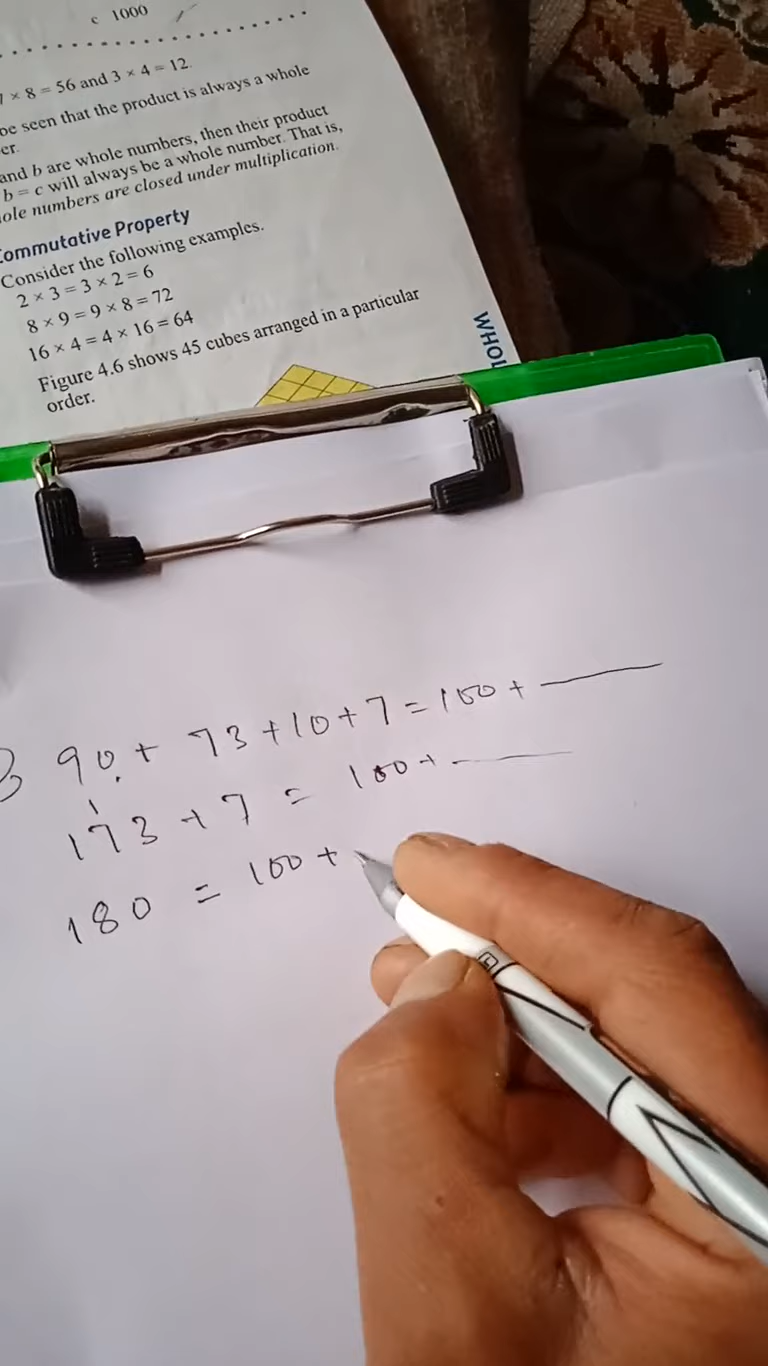 c 1000
7 × 8 = 56 and 3 × 4 = 12.
be seen that the product is always a whole
er.
and b are whole numbers, then their product
b = c will always be a whole number. That is,
ole numbers are closed under multiplication.
Commutative Property
Consider the following examples.
2 × 3 = 3 × 2 = 6
8 × 9 = 9 × 8 = 72
16 × 4 = 4 × 16 = 64
Figure 4.6 shows 45 cubes arranged in a particular
order.
WHOL
90 + 73 + 10 + 7 = 100 + ____
1
173 + 7 = 100 + ____
180 = 100 +